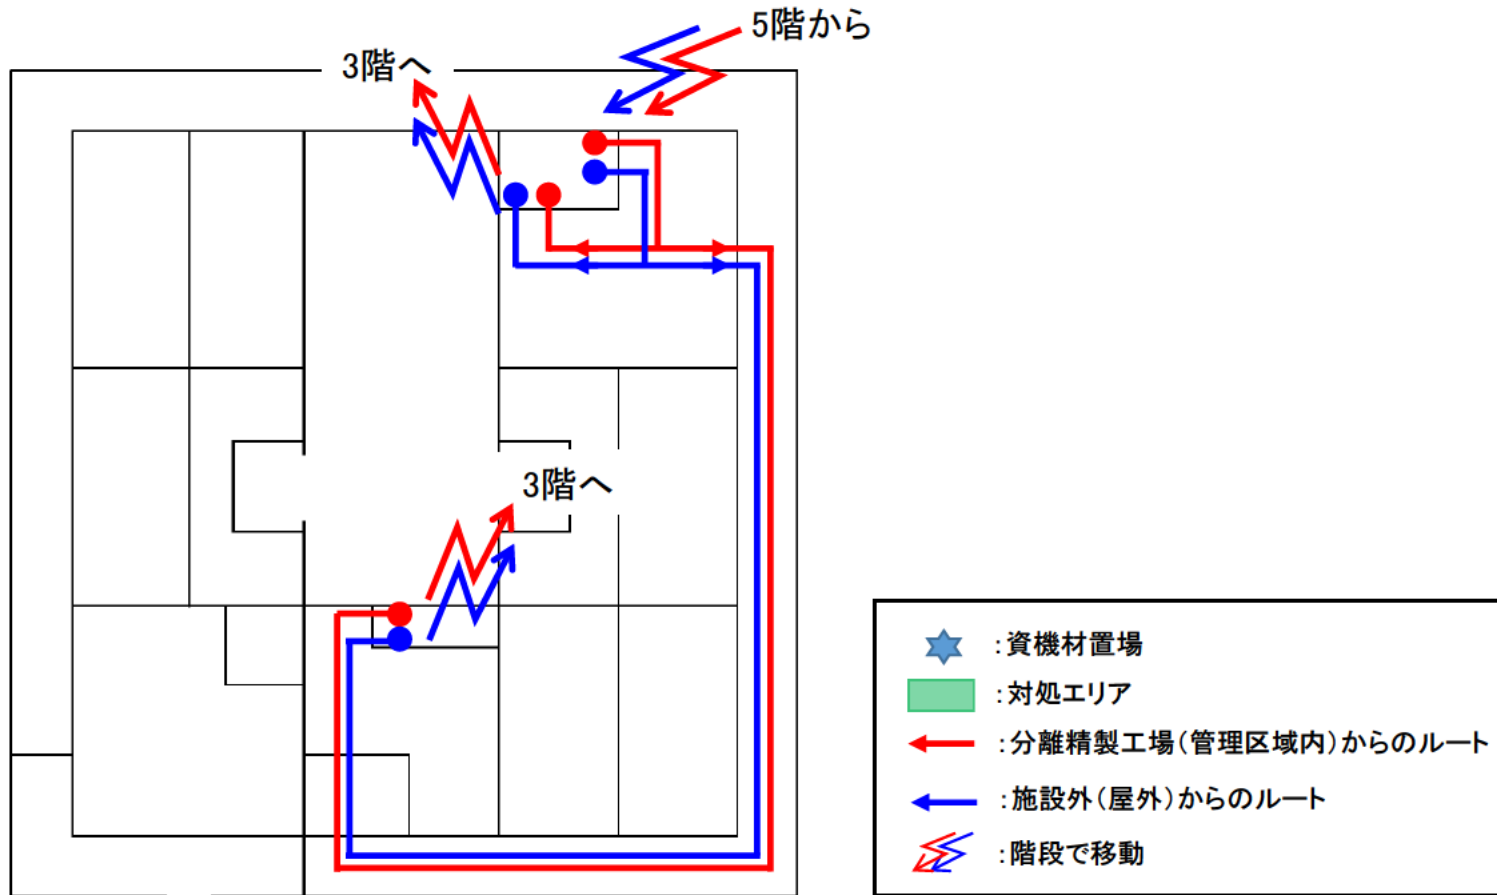 5階から
3階へ
3階へ
:資機材置場
:対処エリア
:分離精製工場(管理区域内)からのルート
:施設外(屋外)からのルート
:階段で移動